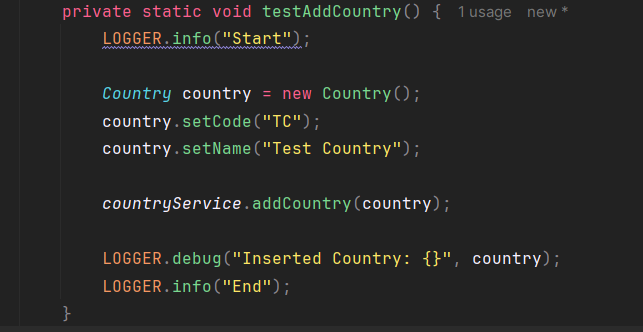 private static void testAddCountry() {  1 usage  new *
    LOGGER.info("Start");

    Country country = new Country();
    country.setCode("TC");
    country.setName("Test Country");

    countryService.addCountry(country);

    LOGGER.debug("Inserted Country: {}", country);
    LOGGER.info("End");
}